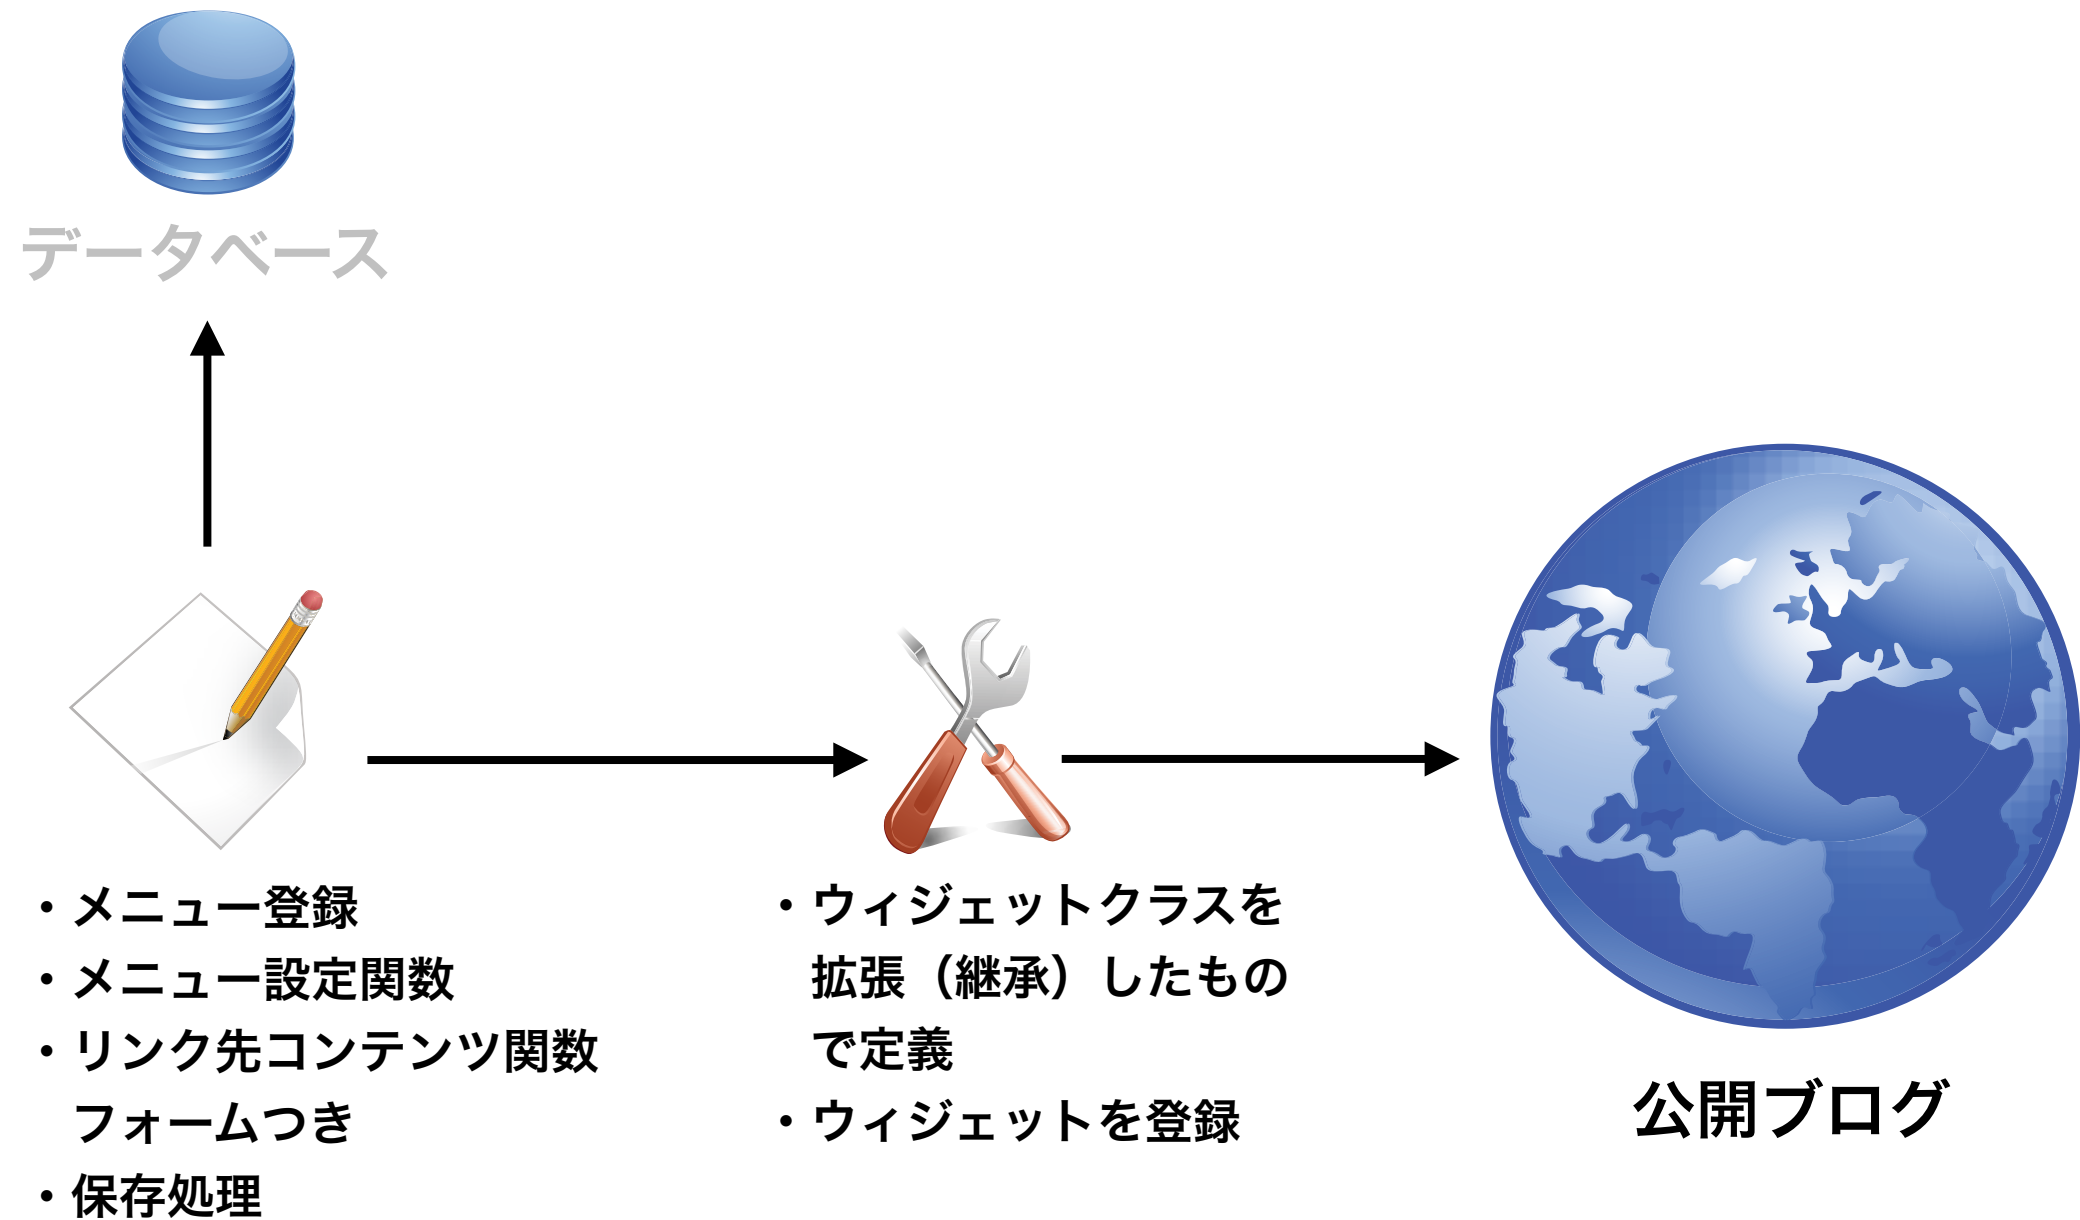 データベース
・メニュー登録
・メニュー設定関数
・リンク先コンテンツ関数
フォームつき
・保存処理
・ウィジェットクラスを
拡張（継承）したもの
で定義
・ウィジェットを登録
公開ブログ